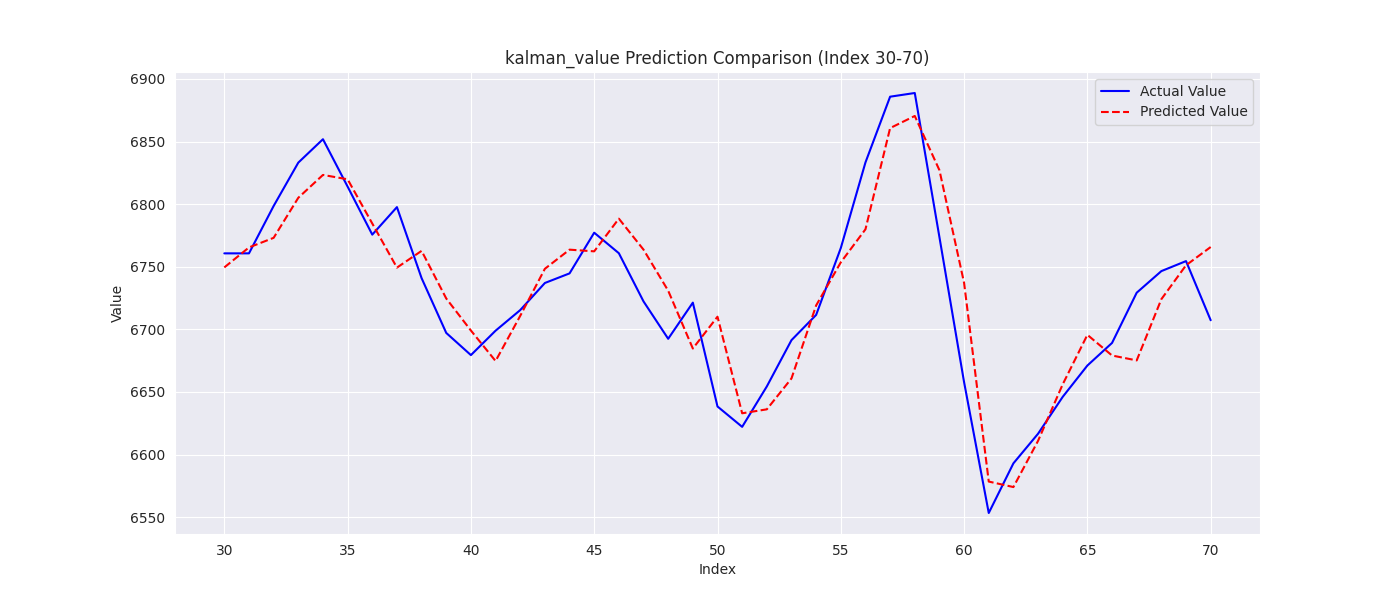 kalman_value Prediction Comparison (Index 30-70)
Actual Value
Predicted Value
6900
6850
6800
6750
6700
6650
6600
6550
Value
30 35 40 45 50 55 60 65 70
Index